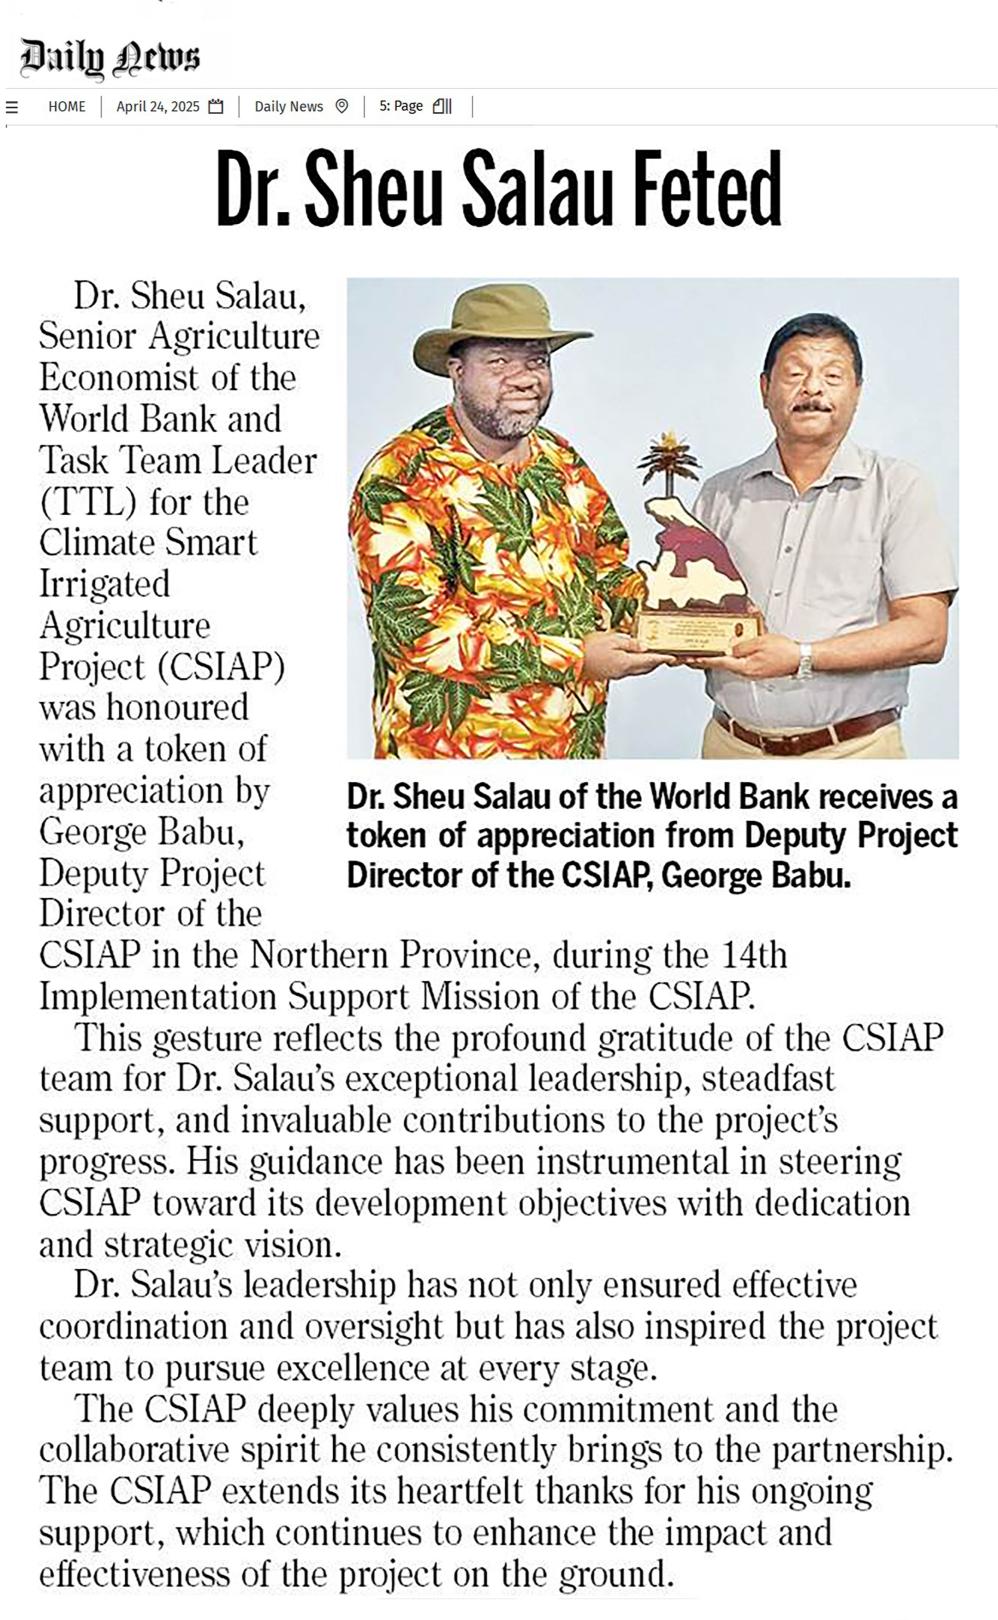 Daily News
HOME
April 24, 2025
Daily News
5: Page
Dr. Sheu Salau Feted
Dr. Sheu Salau,
Senior Agriculture
Economist of the
World Bank and
Task Team Leader
(TTL) for the
Climate Smart
Irrigated
Agriculture
Project (CSIAP)
was honoured
with a token of
appreciation by
George Babu,
Deputy Project
Director of the
CSIAP in the Northern Province, during the 14th
Implementation Support Mission of the CSIAP.
This gesture reflects the profound gratitude of the CSIAP
team for Dr. Salau's exceptional leadership, steadfast
support, and invaluable contributions to the project's
progress. His guidance has been instrumental in steering
CSIAP toward its development objectives with dedication
and strategic vision.
Dr. Salau's leadership has not only ensured effective
coordination and oversight but has also inspired the project
team to pursue excellence at every stage.
The CSIAP deeply values his commitment and the
collaborative spirit he consistently brings to the partnership.
The CSIAP extends its heartfelt thanks for his ongoing
support, which continues to enhance the impact and
effectiveness of the project on the ground.
Dr. Sheu Salau of the World Bank receives a
token of appreciation from Deputy Project
Director of the CSIAP, George Babu.